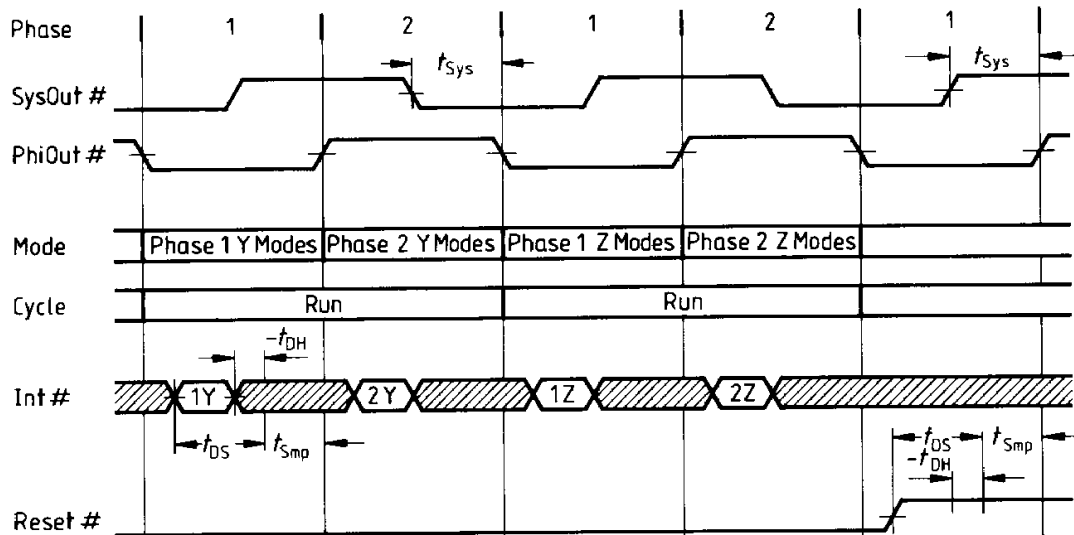 Phase 1 2 1 2 1
tSys tSys
SysOut #
PhiOut #
Mode Phase 1 Y Modes Phase 2 Y Modes Phase 1 Z Modes Phase 2 Z Modes
Cycle Run Run
-tDH
Int # 1Y 2Y 1Z 2Z
tDS tSmp tDS tSmp
-tDH
Reset #